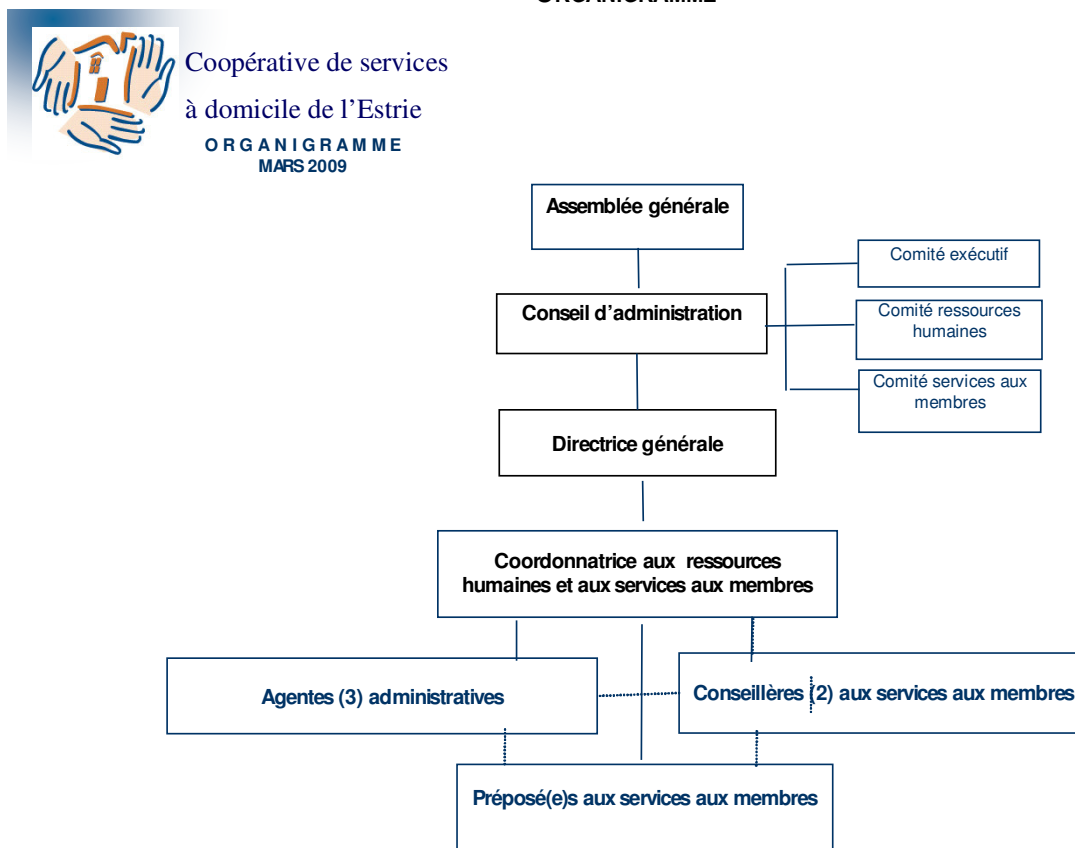 ORGANIGRAMME
Coopérative de services
à domicile de l'Estrie
ORGANIGRAMME
MARS 2009
Assemblée générale
Comité exécutif
Conseil d'administration
Comité ressources
humaines
Comité services aux
membres
Directrice générale
Coordonnatrice aux ressources
humaines et aux services aux membres
Agentes (3) administratives
Conseillères (2) aux services aux membres
Préposé(e)s aux services aux membres